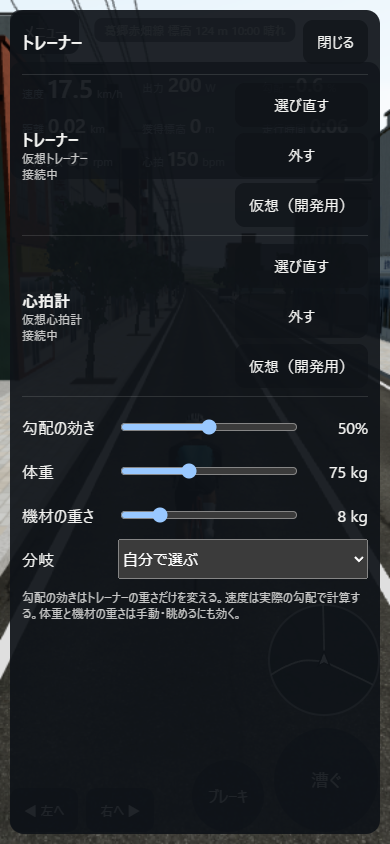 トレーナー
閉じる
トレーナー
仮想トレーナー
接続中
選び直す
外す
仮想（開発用）
心拍計
仮想心拍計
接続中
選び直す
外す
仮想（開発用）
勾配の効き
50%
体重
75 kg
機材の重さ
8 kg
分岐
自分で選ぶ
勾配の効きはトレーナーの重さだけを変える。速度は実際の勾配で計算す
る。体重と機材の重さは手動・眺めるにも効く。
漕ぐ
ブレーキ
◀ 左へ
右へ ▶